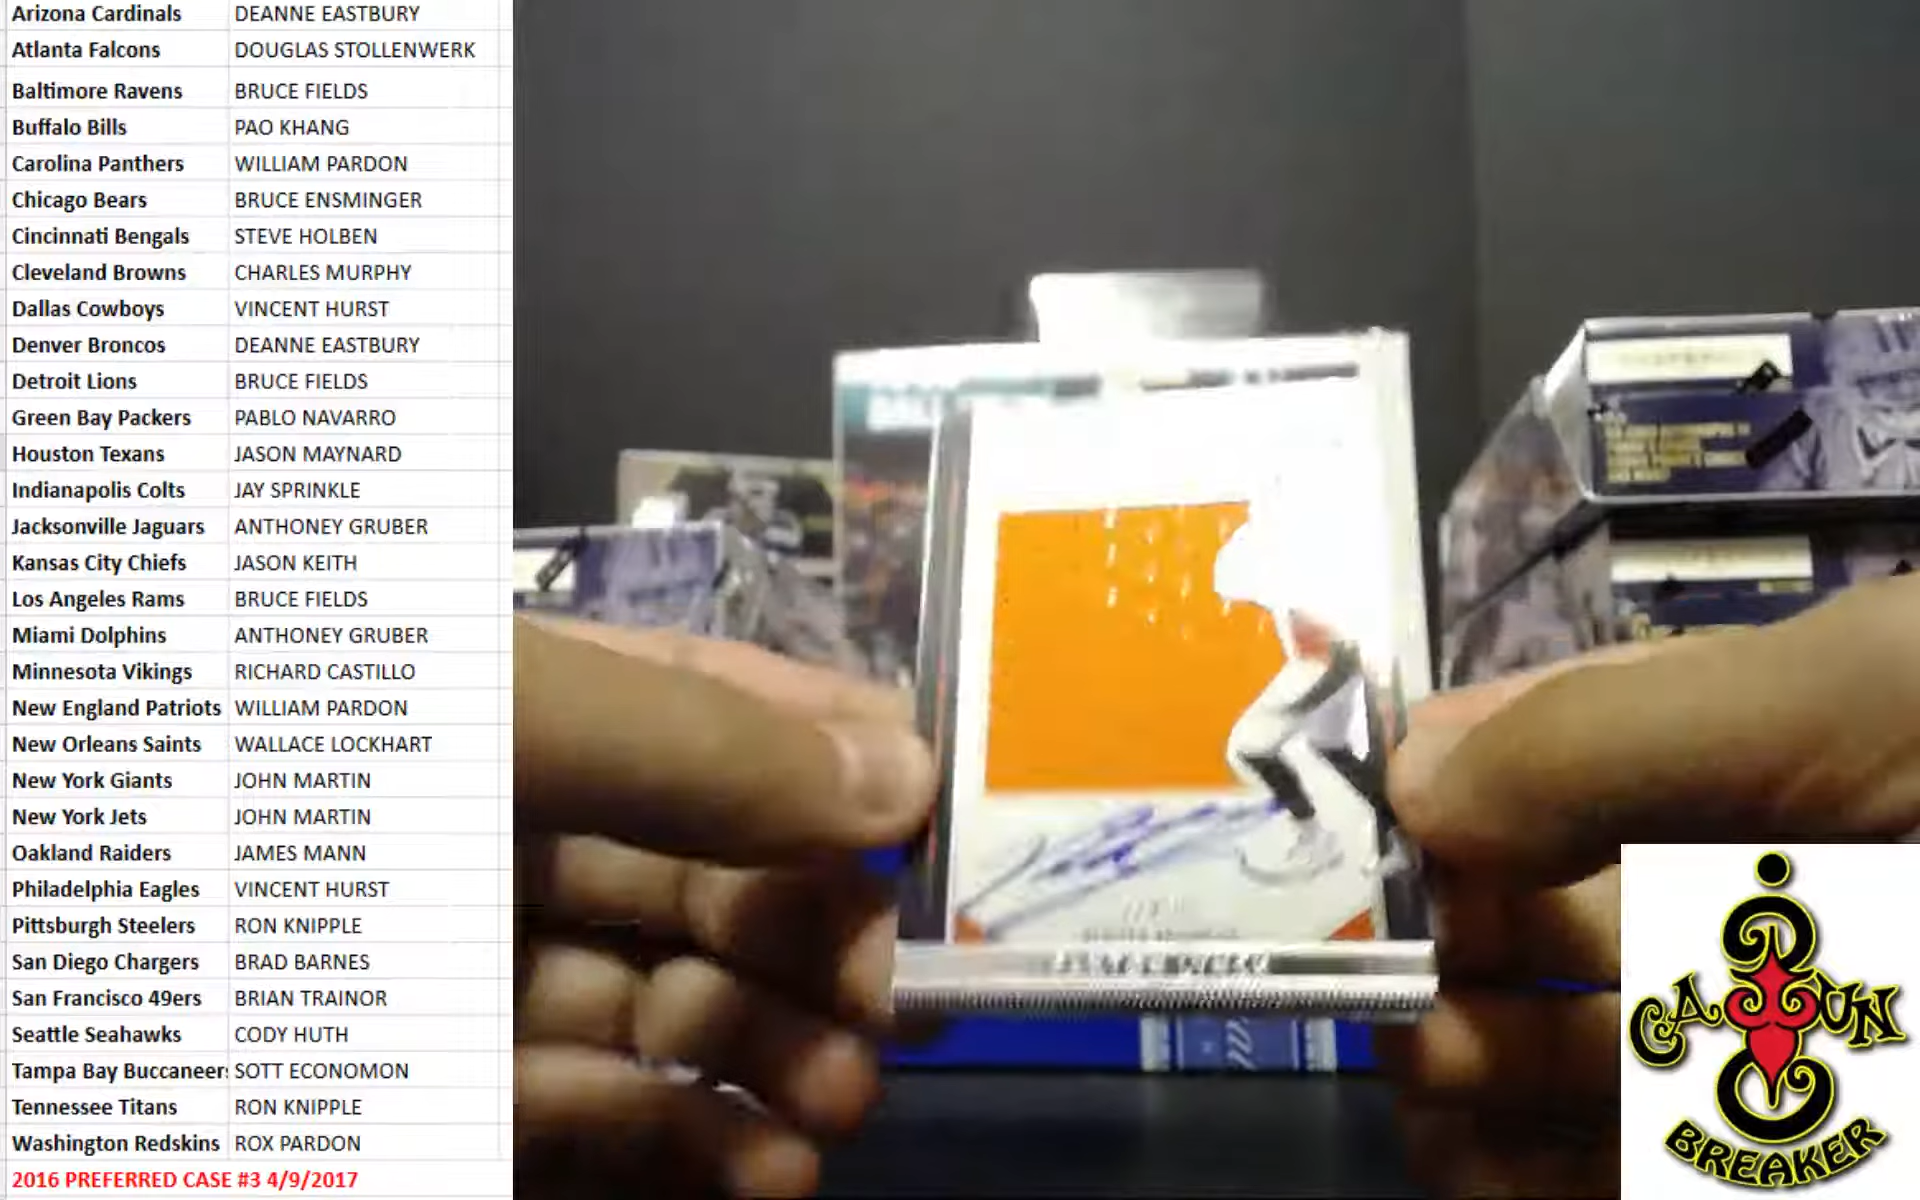 Arizona Cardinals DEANNE EASTBURY
Atlanta Falcons DOUGLAS STOLLENWERK
Baltimore Ravens BRUCE FIELDS
Buffalo Bills PAO KHANG
Carolina Panthers WILLIAM PARDON
Chicago Bears BRUCE ENSMINGER
Cincinnati Bengals STEVE HOLBEN
Cleveland Browns CHARLES MURPHY
Dallas Cowboys VINCENT HURST
Denver Broncos DEANNE EASTBURY
Detroit Lions BRUCE FIELDS
Green Bay Packers PABLO NAVARRO
Houston Texans JASON MAYNARD
Indianapolis Colts JAY SPRINKLE
Jacksonville Jaguars ANTHONEY GRUBER
Kansas City Chiefs JASON KEITH
Los Angeles Rams BRUCE FIELDS
Miami Dolphins ANTHONEY GRUBER
Minnesota Vikings RICHARD CASTILLO
New England Patriots WILLIAM PARDON
New Orleans Saints WALLACE LOCKHART
New York Giants JOHN MARTIN
New York Jets JOHN MARTIN
Oakland Raiders JAMES MANN
Philadelphia Eagles VINCENT HURST
Pittsburgh Steelers RON KNIPPLE
San Diego Chargers BRAD BARNES
San Francisco 49ers BRIAN TRAINOR
Seattle Seahawks CODY HUTH
Tampa Bay Buccaneers SOTT ECONOMON
Tennessee Titans RON KNIPPLE
Washington Redskins ROX PARDON
2016 PREFERRED CASE #3 4/9/2017
CAJUN
BREAKER